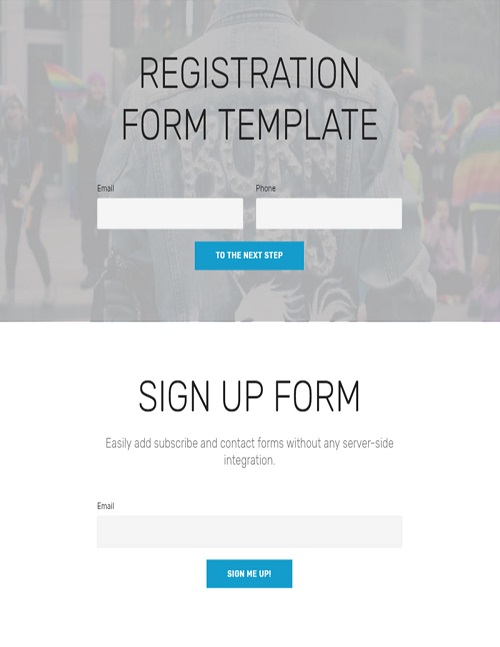 REGISTRATION
FORM TEMPLATE
Email Phone
TO THE NEXT STEP
SIGN UP FORM
Easily add subscribe and contact forms without any server-side
integration.
Email
SIGN ME UP!